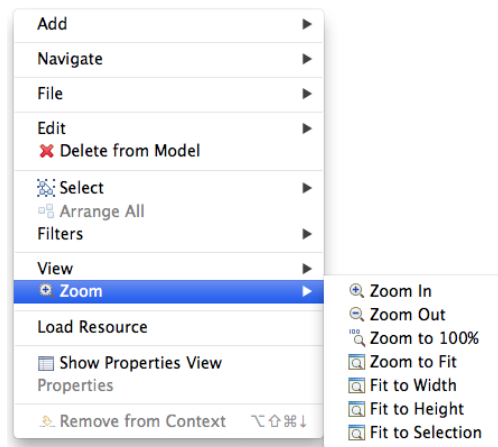 Add
Navigate
File
Edit
Delete from Model
Select
Arrange All
Filters
View
Zoom
Load Resource
Show Properties View
Properties
Remove from Context ⌥⇧⌘↓
Zoom In
Zoom Out
100 Zoom to 100%
Zoom to Fit
Fit to Width
Fit to Height
Fit to Selection